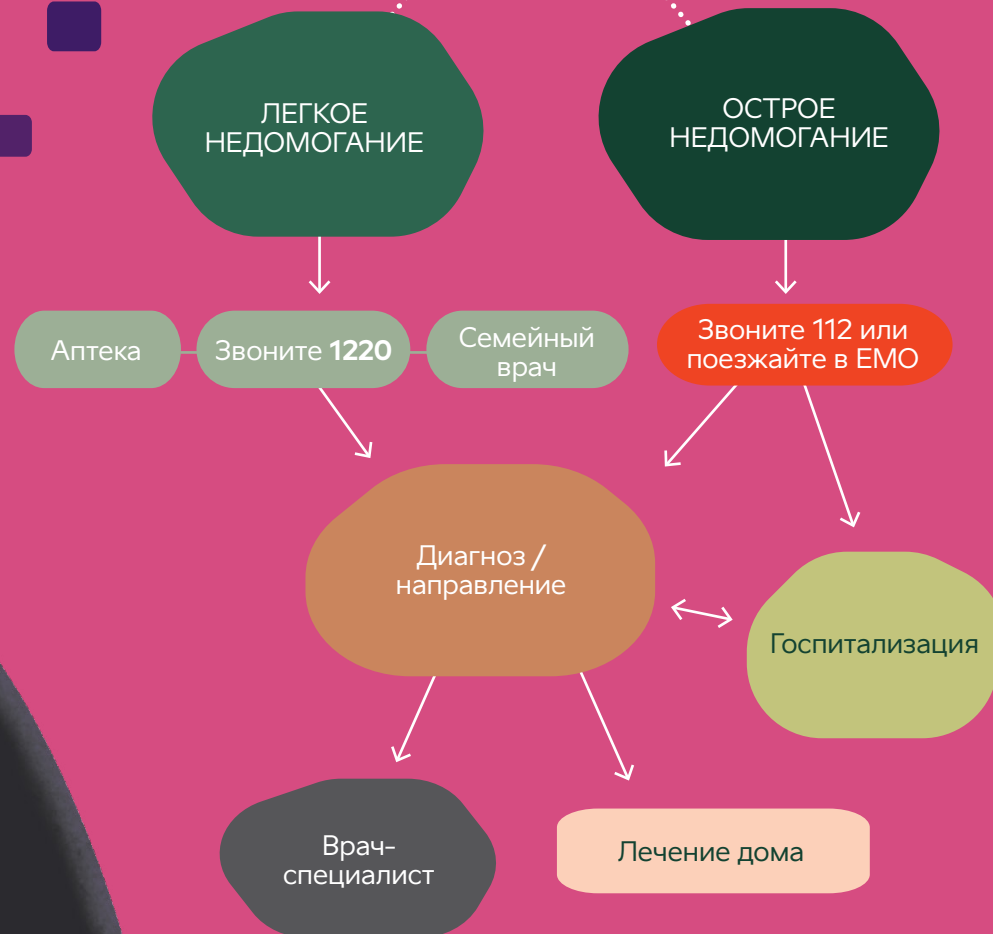 ЛЕГКОЕ
НЕДОМОГАНИЕ
ОСТРОЕ
НЕДОМОГАНИЕ
Аптека
Звоните 1220
Семейный
врач
Звоните 112 или
поезжайте в ЕМО
Диагноз /
направление
Госпитализация
Врач-
специалист
Лечение дома